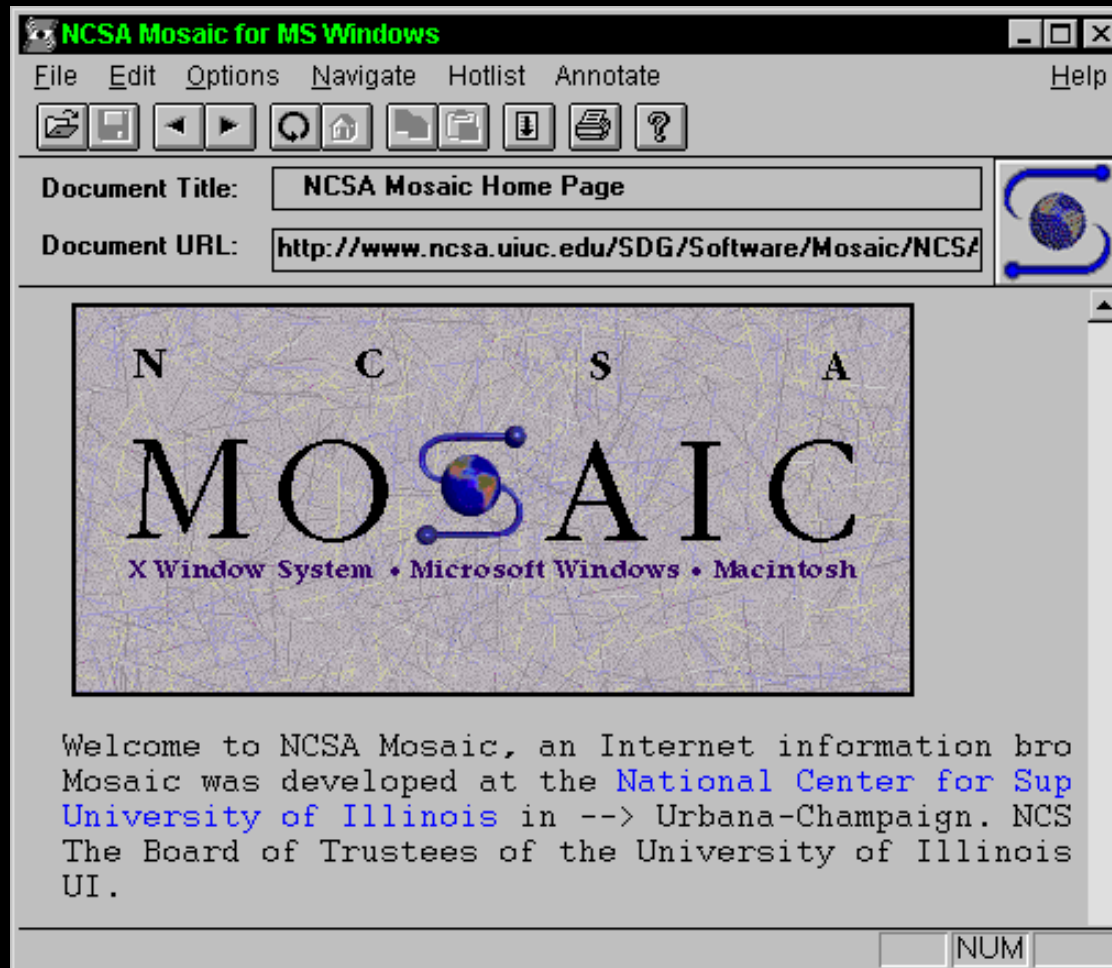 NCSA Mosaic for MS Windows
File Edit Options Navigate Hotlist Annotate Help
Document Title: NCSA Mosaic Home Page
Document URL: http://www.ncsa.uiuc.edu/SDG/Software/Mosaic/NCSA
N C S A
MOSAIC
X Window System • Microsoft Windows • Macintosh
Welcome to NCSA Mosaic, an Internet information bro
Mosaic was developed at the National Center for Sup
University of Illinois in --> Urbana-Champaign. NCS
The Board of Trustees of the University of Illinois
UI.
NUM